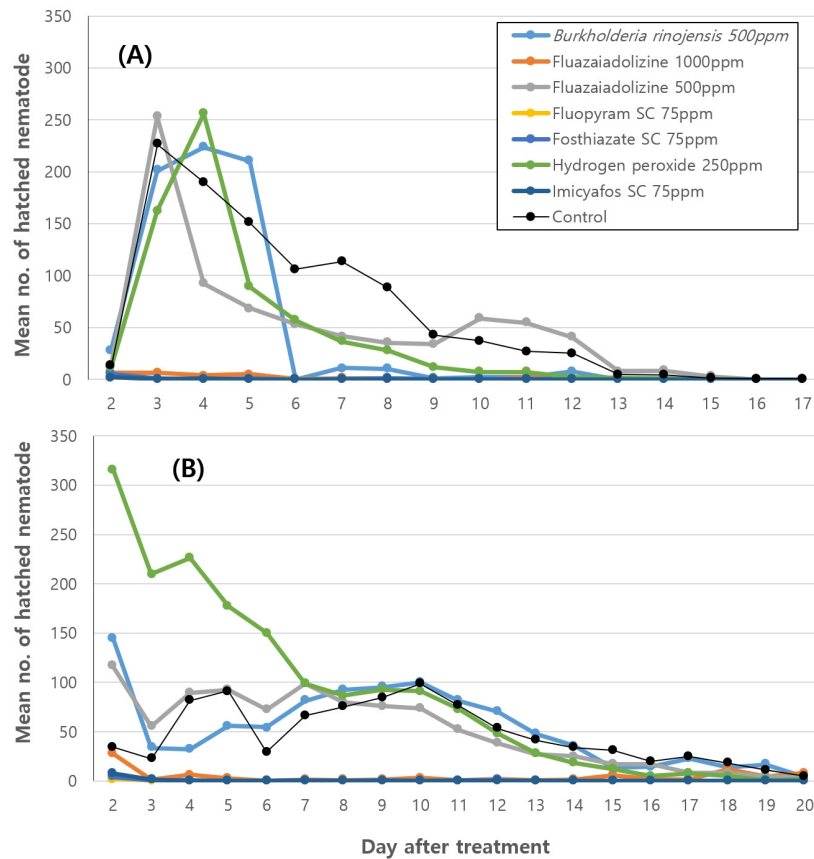 350
300
250
200
150
100
50
0
Mean no. of hatched nematode
(A)
Burkholderia rinojensis 500ppm
Fluazaiadolizine 1000ppm
Fluazaiadolizine 500ppm
Fluopyram SC 75ppm
Fosthiazate SC 75ppm
Hydrogen peroxide 250ppm
Imicyafos SC 75ppm
Control
2 3 4 5 6 7 8 9 10 11 12 13 14 15 16 17
350
300
250
200
150
100
50
0
Mean no. of hatched nematode
(B)
2 3 4 5 6 7 8 9 10 11 12 13 14 15 16 17 18 19 20
Day after treatment